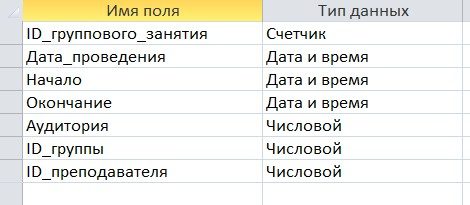 Имя поля Тип данных
ID_группового_занятия Счетчик
Дата_проведения Дата и время
Начало Дата и время
Окончание Дата и время
Аудитория Числовой
ID_группы Числовой
ID_преподавателя Числовой